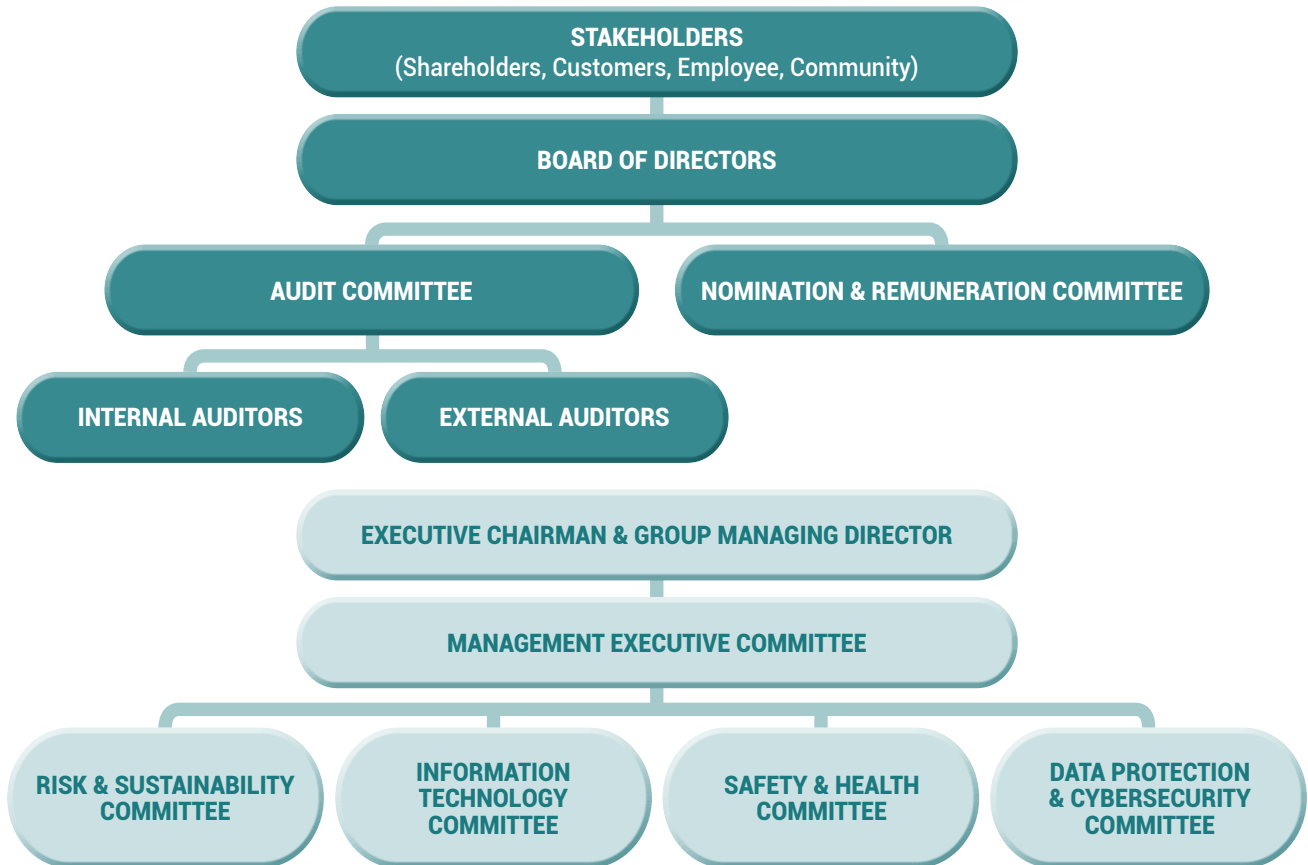 STAKEHOLDERS
(Shareholders, Customers, Employee, Community)
BOARD OF DIRECTORS
AUDIT COMMITTEE
NOMINATION & REMUNERATION COMMITTEE
INTERNAL AUDITORS
EXTERNAL AUDITORS
EXECUTIVE CHAIRMAN & GROUP MANAGING DIRECTOR
MANAGEMENT EXECUTIVE COMMITTEE
RISK & SUSTAINABILITY
COMMITTEE
INFORMATION
TECHNOLOGY
COMMITTEE
SAFETY & HEALTH
COMMITTEE
DATA PROTECTION
& CYBERSECURITY
COMMITTEE